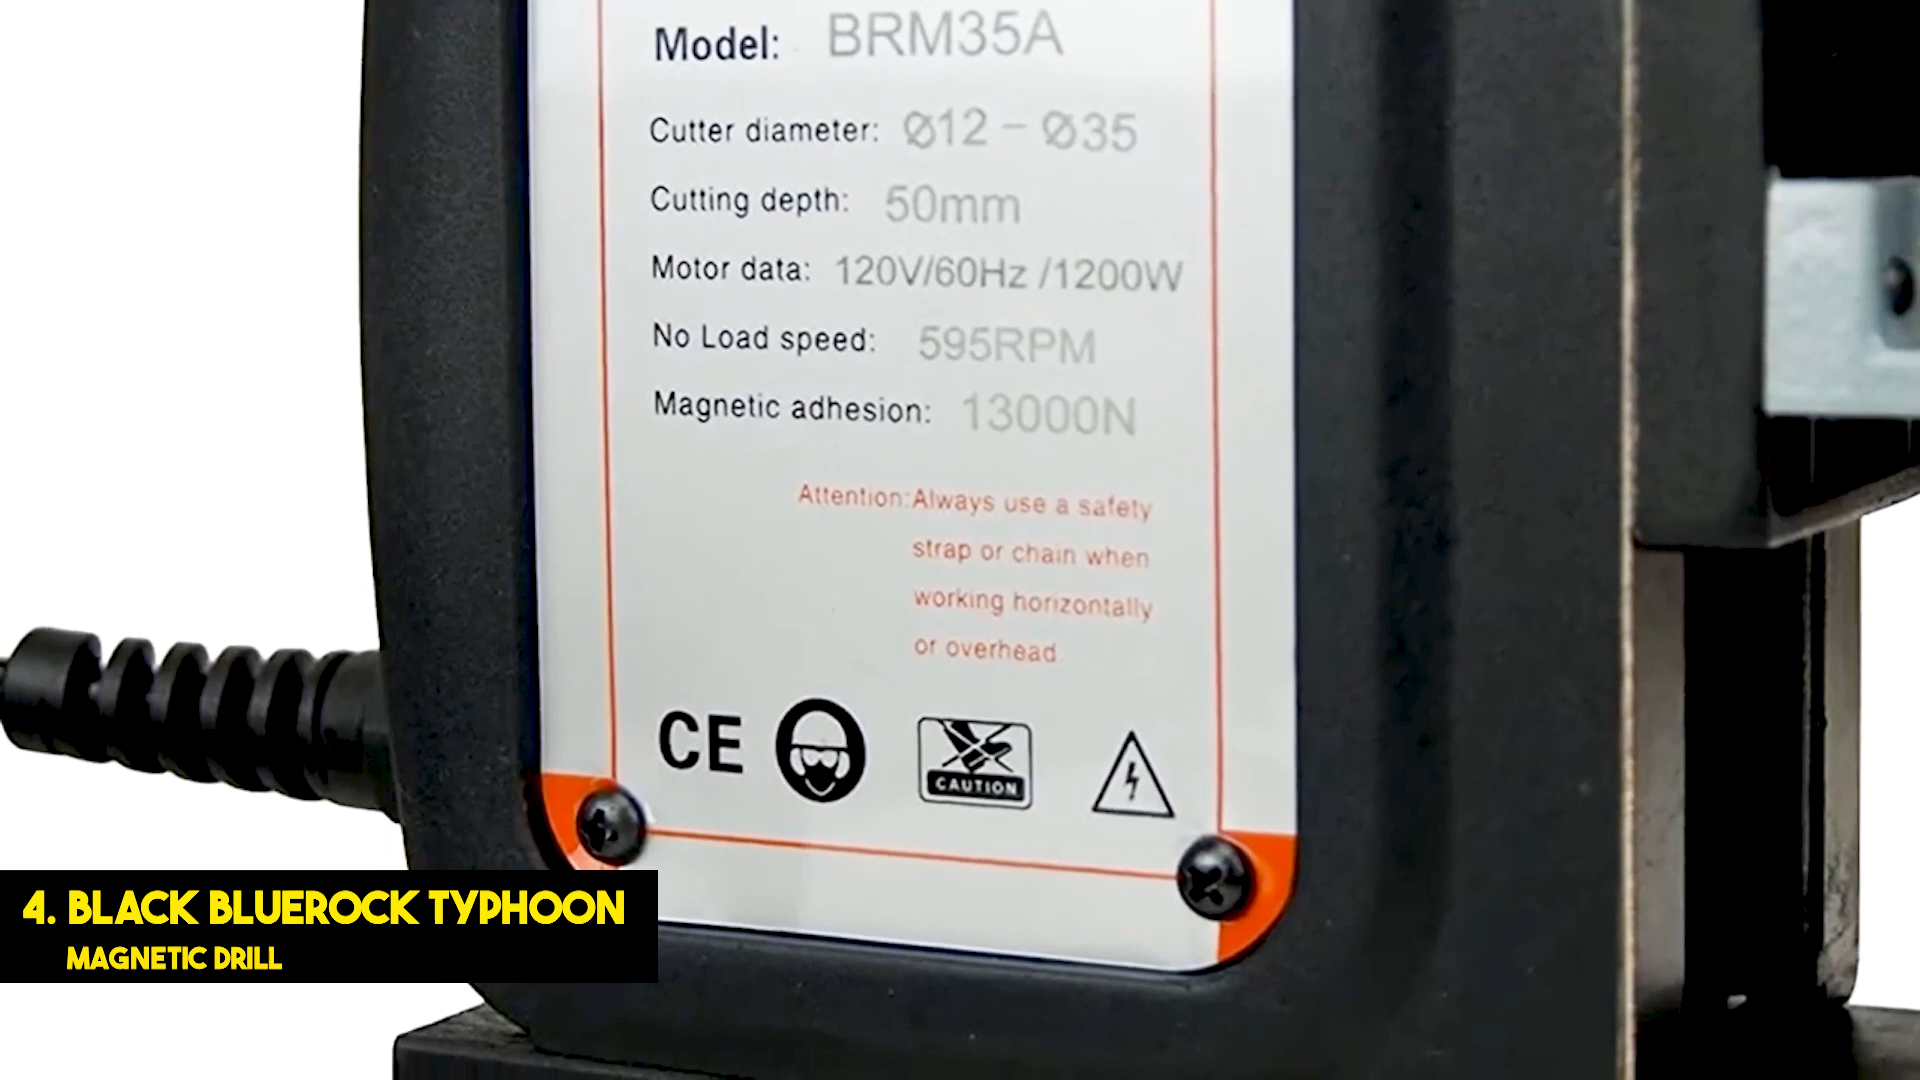 Model: BRM35A
Cutter diameter: Ø12 – Ø35
Cutting depth: 50mm
Motor data: 120V/60Hz /1200W
No Load speed: 595RPM
Magnetic adhesion: 13000N
Attention:Always use a safety
strap or chain when
working horizontally
or overhead
CE
CAUTION
4. BLACK BLUEROCK TYPHOON
MAGNETIC DRILL